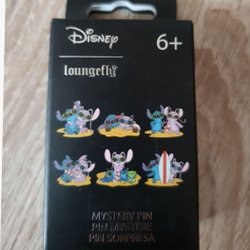 Disney 6+
loungefly
MYSTERY PIN
PIN MYSTÈRE
PIN SORPRESA